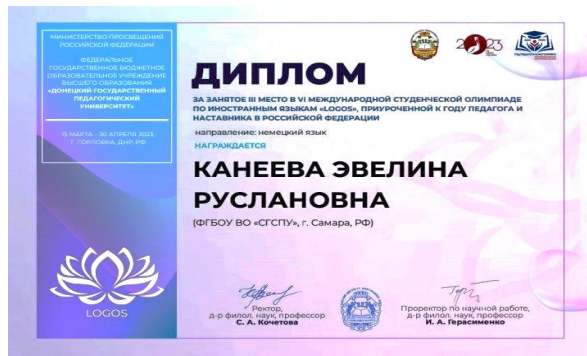 МИНИСТЕРСТВО ПРОСВЕЩЕНИЯ
РОССИЙСКОЙ ФЕДЕРАЦИИ
ФЕДЕРАЛЬНОЕ
ГОСУДАРСТВЕННОЕ БЮДЖЕТНОЕ
ОБРАЗОВАТЕЛЬНОЕ УЧРЕЖДЕНИЕ
ВЫСШЕГО ОБРАЗОВАНИЯ
«ДОНЕЦКИЙ ГОСУДАРСТВЕННЫЙ
ПЕДАГОГИЧЕСКИЙ
УНИВЕРСИТЕТ»
15 МАРТА - 30 АПРЕЛЯ 2023,
Г. ГОРЛОВКА, ДНР, РФ
LOGOS
2023
ДИПЛОМ
ЗА ЗАНЯТОЕ III МЕСТО В VI МЕЖДУНАРОДНОЙ СТУДЕНЧЕСКОЙ ОЛИМПИАДЕ
ПО ИНОСТРАННЫМ ЯЗЫКАМ «LOGOS», ПРИУРОЧЕННОЙ К ГОДУ ПЕДАГОГА И
НАСТАВНИКА В РОССИЙСКОЙ ФЕДЕРАЦИИ
направление: немецкий язык
НАГРАЖДАЕТСЯ
КАНЕЕВА ЭВЕЛИНА
РУСЛАНОВНА
(ФГБОУ ВО «СГСПУ», г. Самара, РФ)
Ректор,
д-р филол. наук, профессор
С. А. Кочетова
Проректор по научной работе,
д-р филол. наук, профессор
И. А. Герасименко